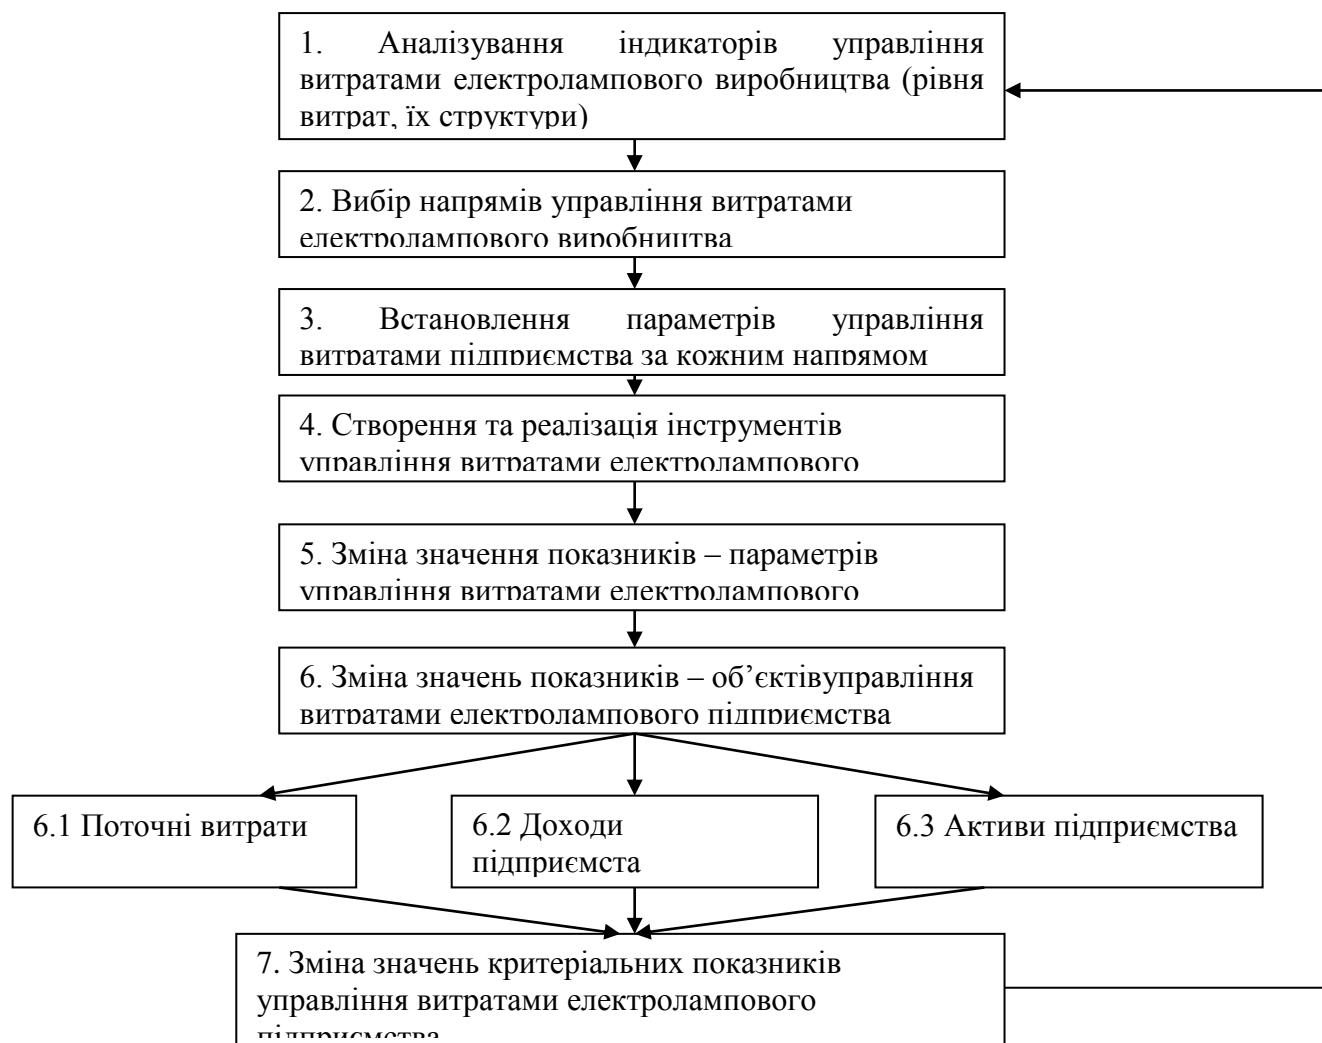 1. Аналізування індикаторів управління
витратами електролампового виробництва (рівня
витрат, їх структури)
2. Вибір напрямів управління витратами
електролампового виробництва
3. Встановлення параметрів управління
витратами підприємства за кожним напрямом
4. Створення та реалізація інструментів
управління витратами електролампового
5. Зміна значення показників – параметрів
управління витратами електролампового
6. Зміна значень показників – об’єктівуправління
витратами електролампового підприємства
6.1 Поточні витрати
6.2 Доходи
підприємста
6.3 Активи підприємства
7. Зміна значень критеріальних показників
управління витратами електролампового
підприємства